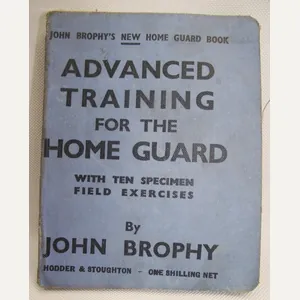 JOHN BROPHY'S NEW HOME GUARD BOOK
ADVANCED
TRAINING
FOR THE
HOME GUARD
WITH TEN SPECIMEN
FIELD EXERCISES
By
JOHN BROPHY
HODDER & STOUGHTON - ONE SHILLING NET